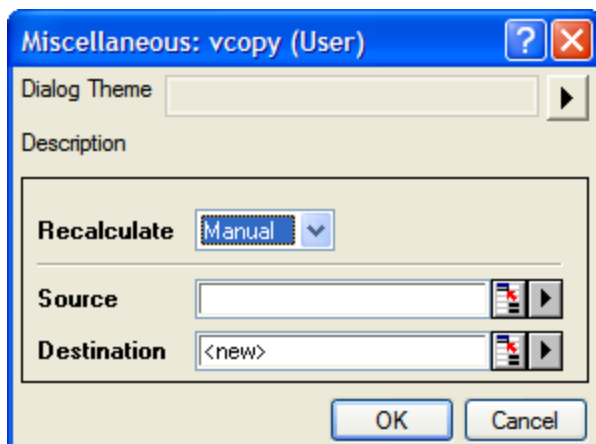 Miscellaneous: vcopy (User)
Dialog Theme
Description
Recalculate Manual
Source
Destination <new>
OK Cancel